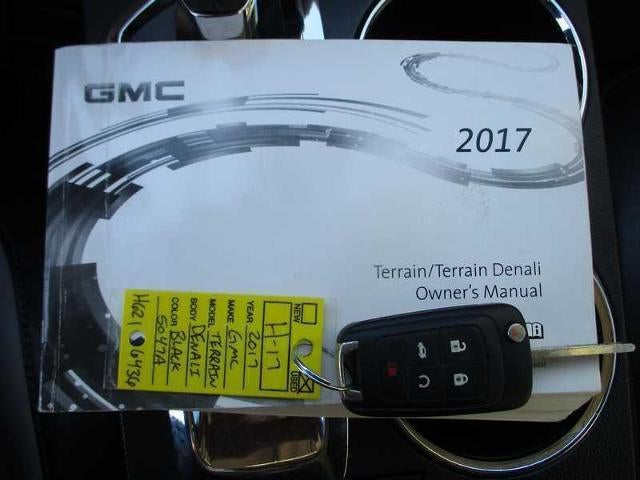 GMC
2017
Terrain/Terrain Denali
Owner's Manual
NEW
USED
H-17
YEAR 2017
MAKE GMC
MODEL TERRAIN
BODY DENALI
COLOR BLACK
5047A